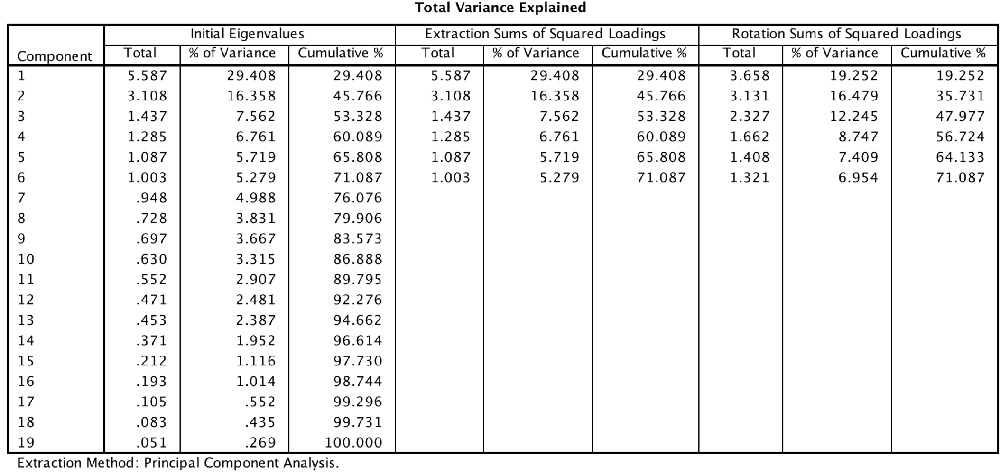 Total Variance Explained
Initial Eigenvalues Extraction Sums of Squared Loadings Rotation Sums of Squared Loadings
Component Total % of Variance Cumulative % Total % of Variance Cumulative % Total % of Variance Cumulative %
1 5.587 29.408 29.408 5.587 29.408 29.408 3.658 19.252 19.252
2 3.108 16.358 45.766 3.108 16.358 45.766 3.131 16.479 35.731
3 1.437 7.562 53.328 1.437 7.562 53.328 2.327 12.245 47.977
4 1.285 6.761 60.089 1.285 6.761 60.089 1.662 8.747 56.724
5 1.087 5.719 65.808 1.087 5.719 65.808 1.408 7.409 64.133
6 1.003 5.279 71.087 1.003 5.279 71.087 1.321 6.954 71.087
7 .948 4.988 76.076
8 .728 3.831 79.906
9 .697 3.667 83.573
10 .630 3.315 86.888
11 .552 2.907 89.795
12 .471 2.481 92.276
13 .453 2.387 94.662
14 .371 1.952 96.614
15 .212 1.116 97.730
16 .193 1.014 98.744
17 .105 .552 99.296
18 .083 .435 99.731
19 .051 .269 100.000
Extraction Method: Principal Component Analysis.